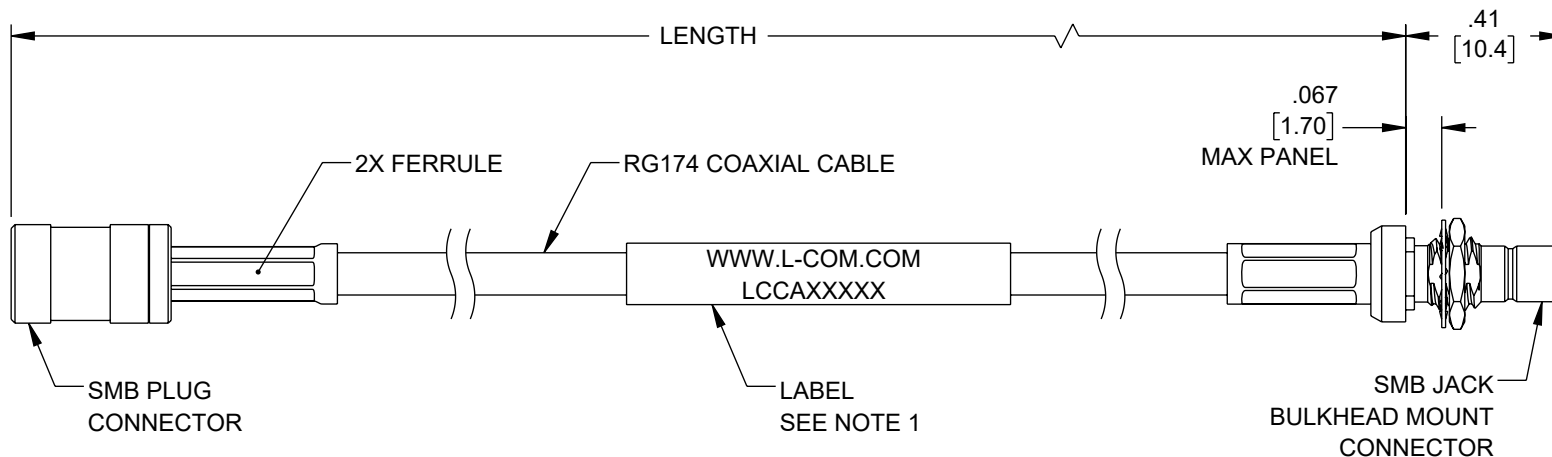 LENGTH
.41
[10.4]
.067
[1.70]
MAX PANEL
2X FERRULE
RG174 COAXIAL CABLE
WWW.L-COM.COM
LCCAXXXXX
SMB PLUG
CONNECTOR
LABEL
SEE NOTE 1
SMB JACK
BULKHEAD MOUNT
CONNECTOR